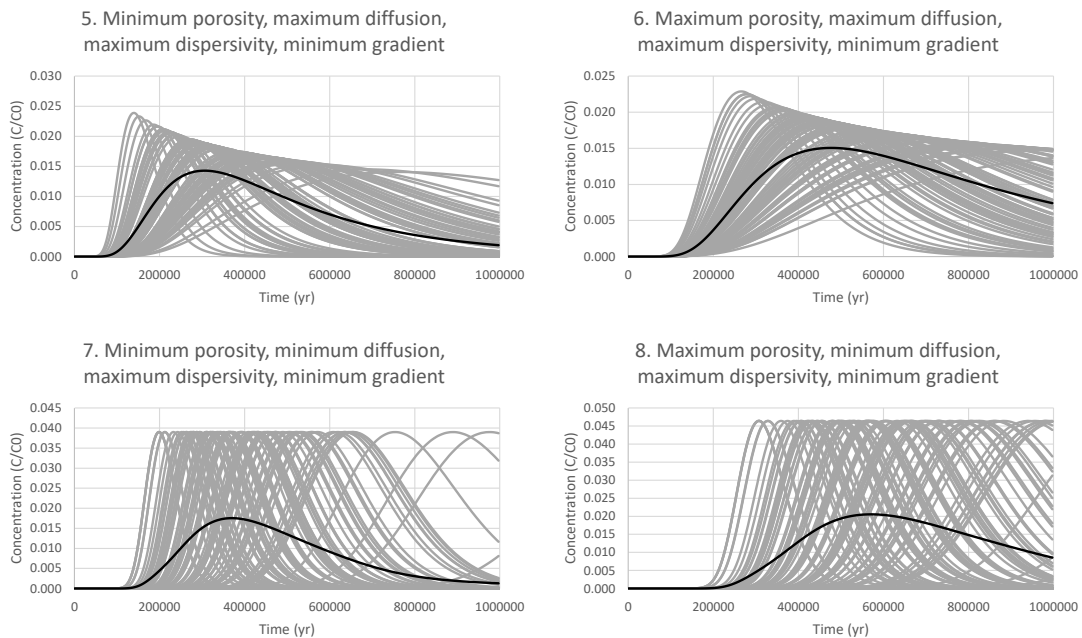 5. Minimum porosity, maximum diffusion,
maximum dispersivity, minimum gradient
0.030
0.025
0.020
0.015
0.010
0.005
0.000
Concentration (C/C0)
0 200000 400000 600000 800000 1000000
Time (yr)
6. Maximum porosity, maximum diffusion,
maximum dispersivity, minimum gradient
0.025
0.020
0.015
0.010
0.005
0.000
Concentration (C/C0)
0 200000 400000 600000 800000 1000000
Time (yr)
7. Minimum porosity, minimum diffusion,
maximum dispersivity, minimum gradient
0.045
0.040
0.035
0.030
0.025
0.020
0.015
0.010
0.005
0.000
Concentration (C/C0)
0 200000 400000 600000 800000 1000000
Time (yr)
8. Maximum porosity, minimum diffusion,
maximum dispersivity, minimum gradient
0.050
0.045
0.040
0.035
0.030
0.025
0.020
0.015
0.010
0.005
0.000
Concentration (C/C0)
0 200000 400000 600000 800000 1000000
Time (yr)